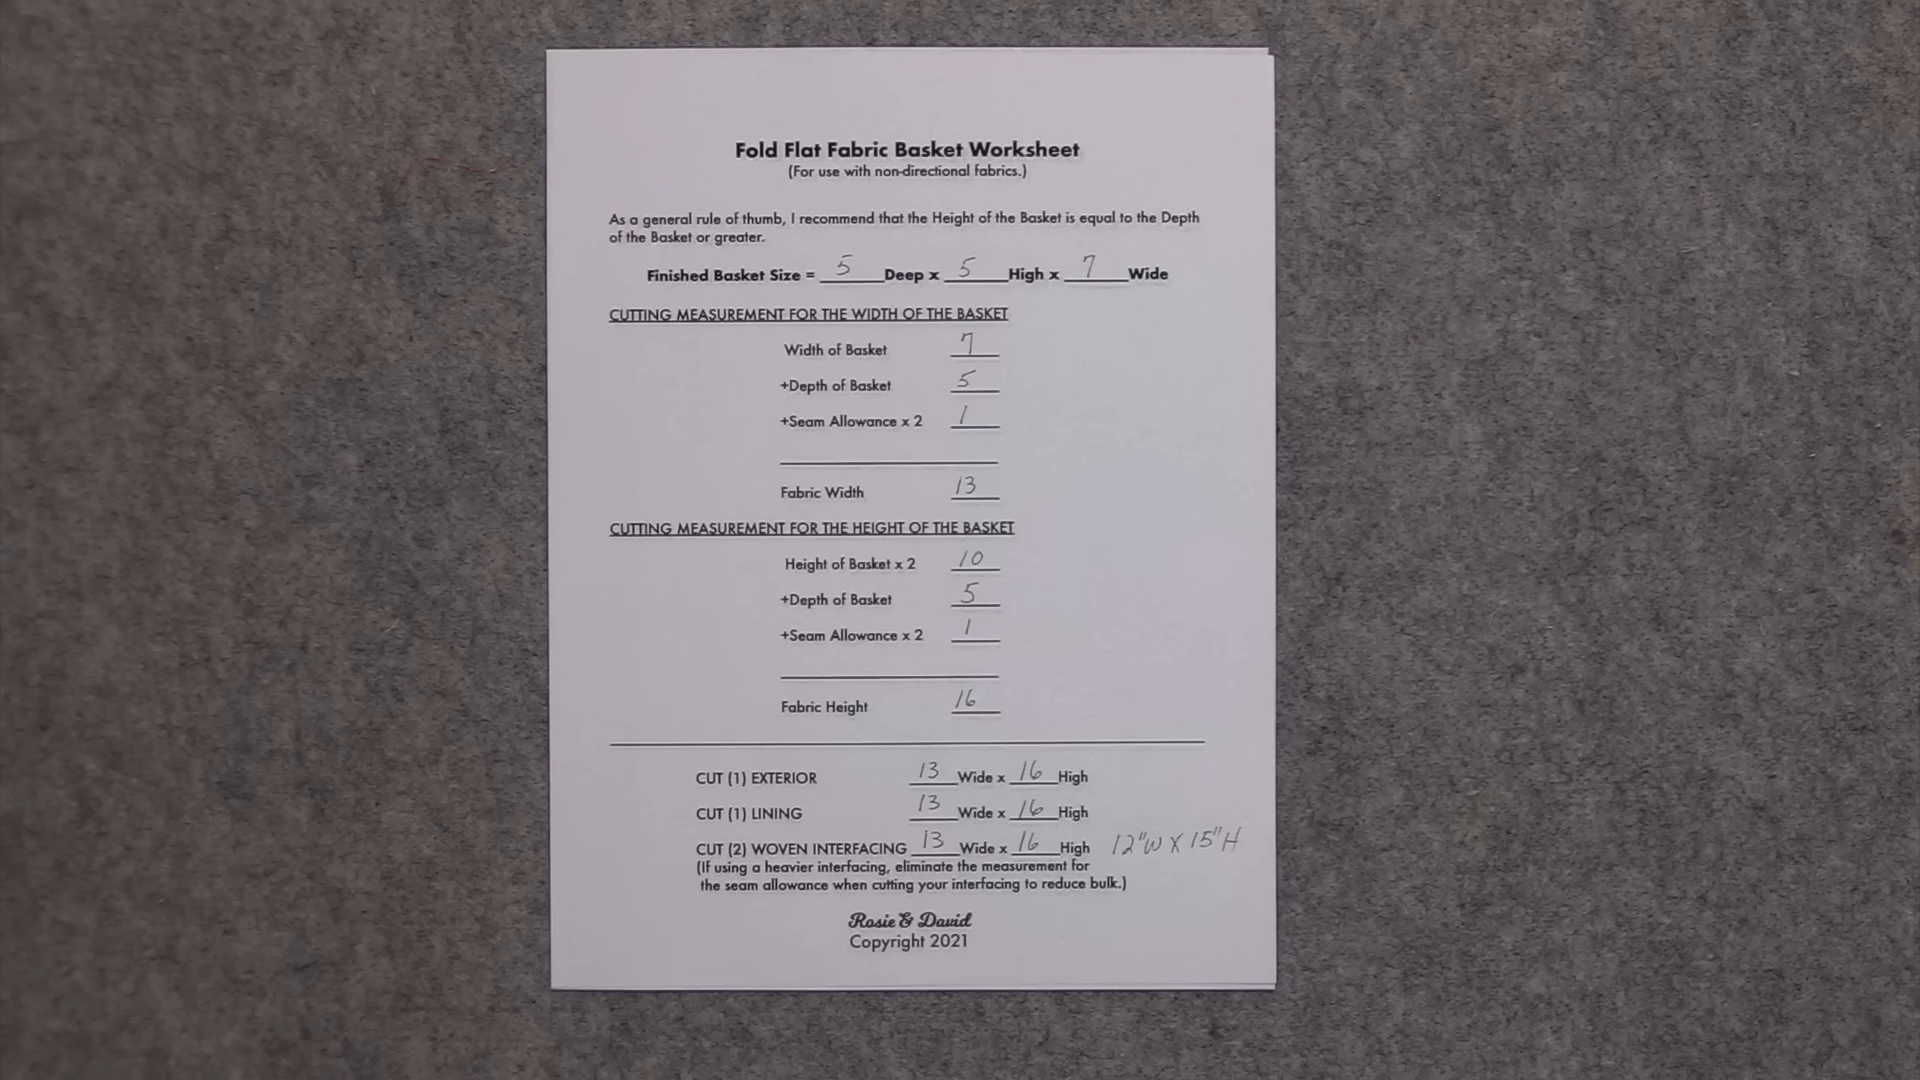 Fold Flat Fabric Basket Worksheet
(For use with non-directional fabrics.)
As a general rule of thumb, I recommend that the Height of the Basket is equal to the Depth
of the Basket or greater.
Finished Basket Size = 5 Deep x 5 High x 7 Wide
CUTTING MEASUREMENT FOR THE WIDTH OF THE BASKET
Width of Basket 7
+Depth of Basket 5
+Seam Allowance x 2 1
Fabric Width 13
CUTTING MEASUREMENT FOR THE HEIGHT OF THE BASKET
Height of Basket x 2 10
+Depth of Basket 5
+Seam Allowance x 2 1
Fabric Height 16
CUT (1) EXTERIOR 13 Wide x 16 High
CUT (1) LINING 13 Wide x 16 High
CUT (2) WOVEN INTERFACING 13 Wide x 16 High 12"W X 15"H
(If using a heavier interfacing, eliminate the measurement for
the seam allowance when cutting your interfacing to reduce bulk.)
Rosie & David
Copyright 2021